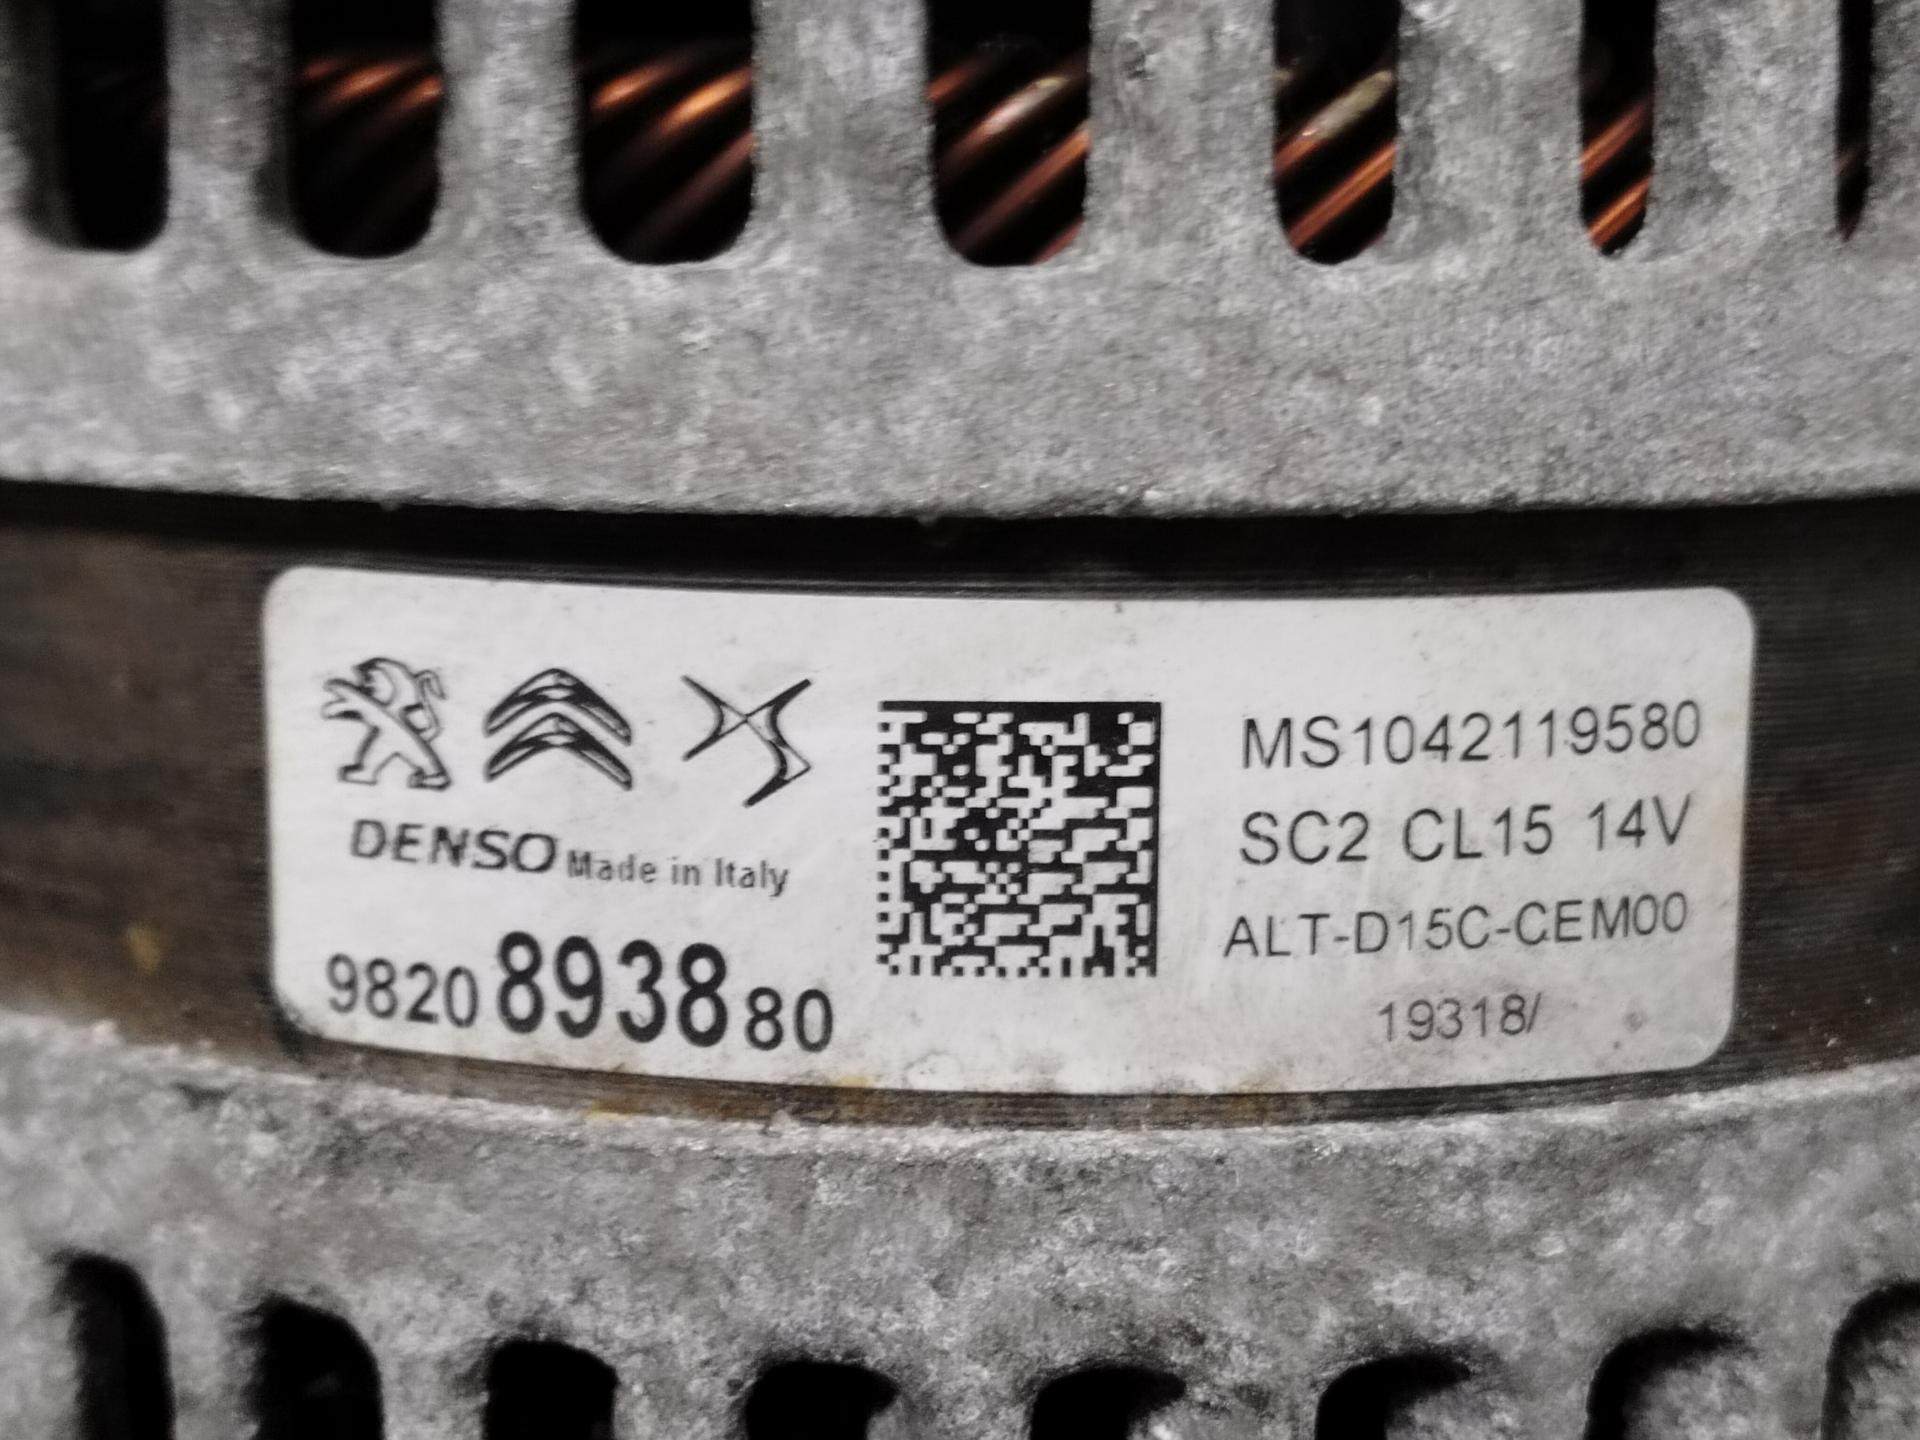 DENSO Made in Italy
9820893880
MS1042119580
SC2 CL15 14V
ALT-D15C-CEM00
19318/